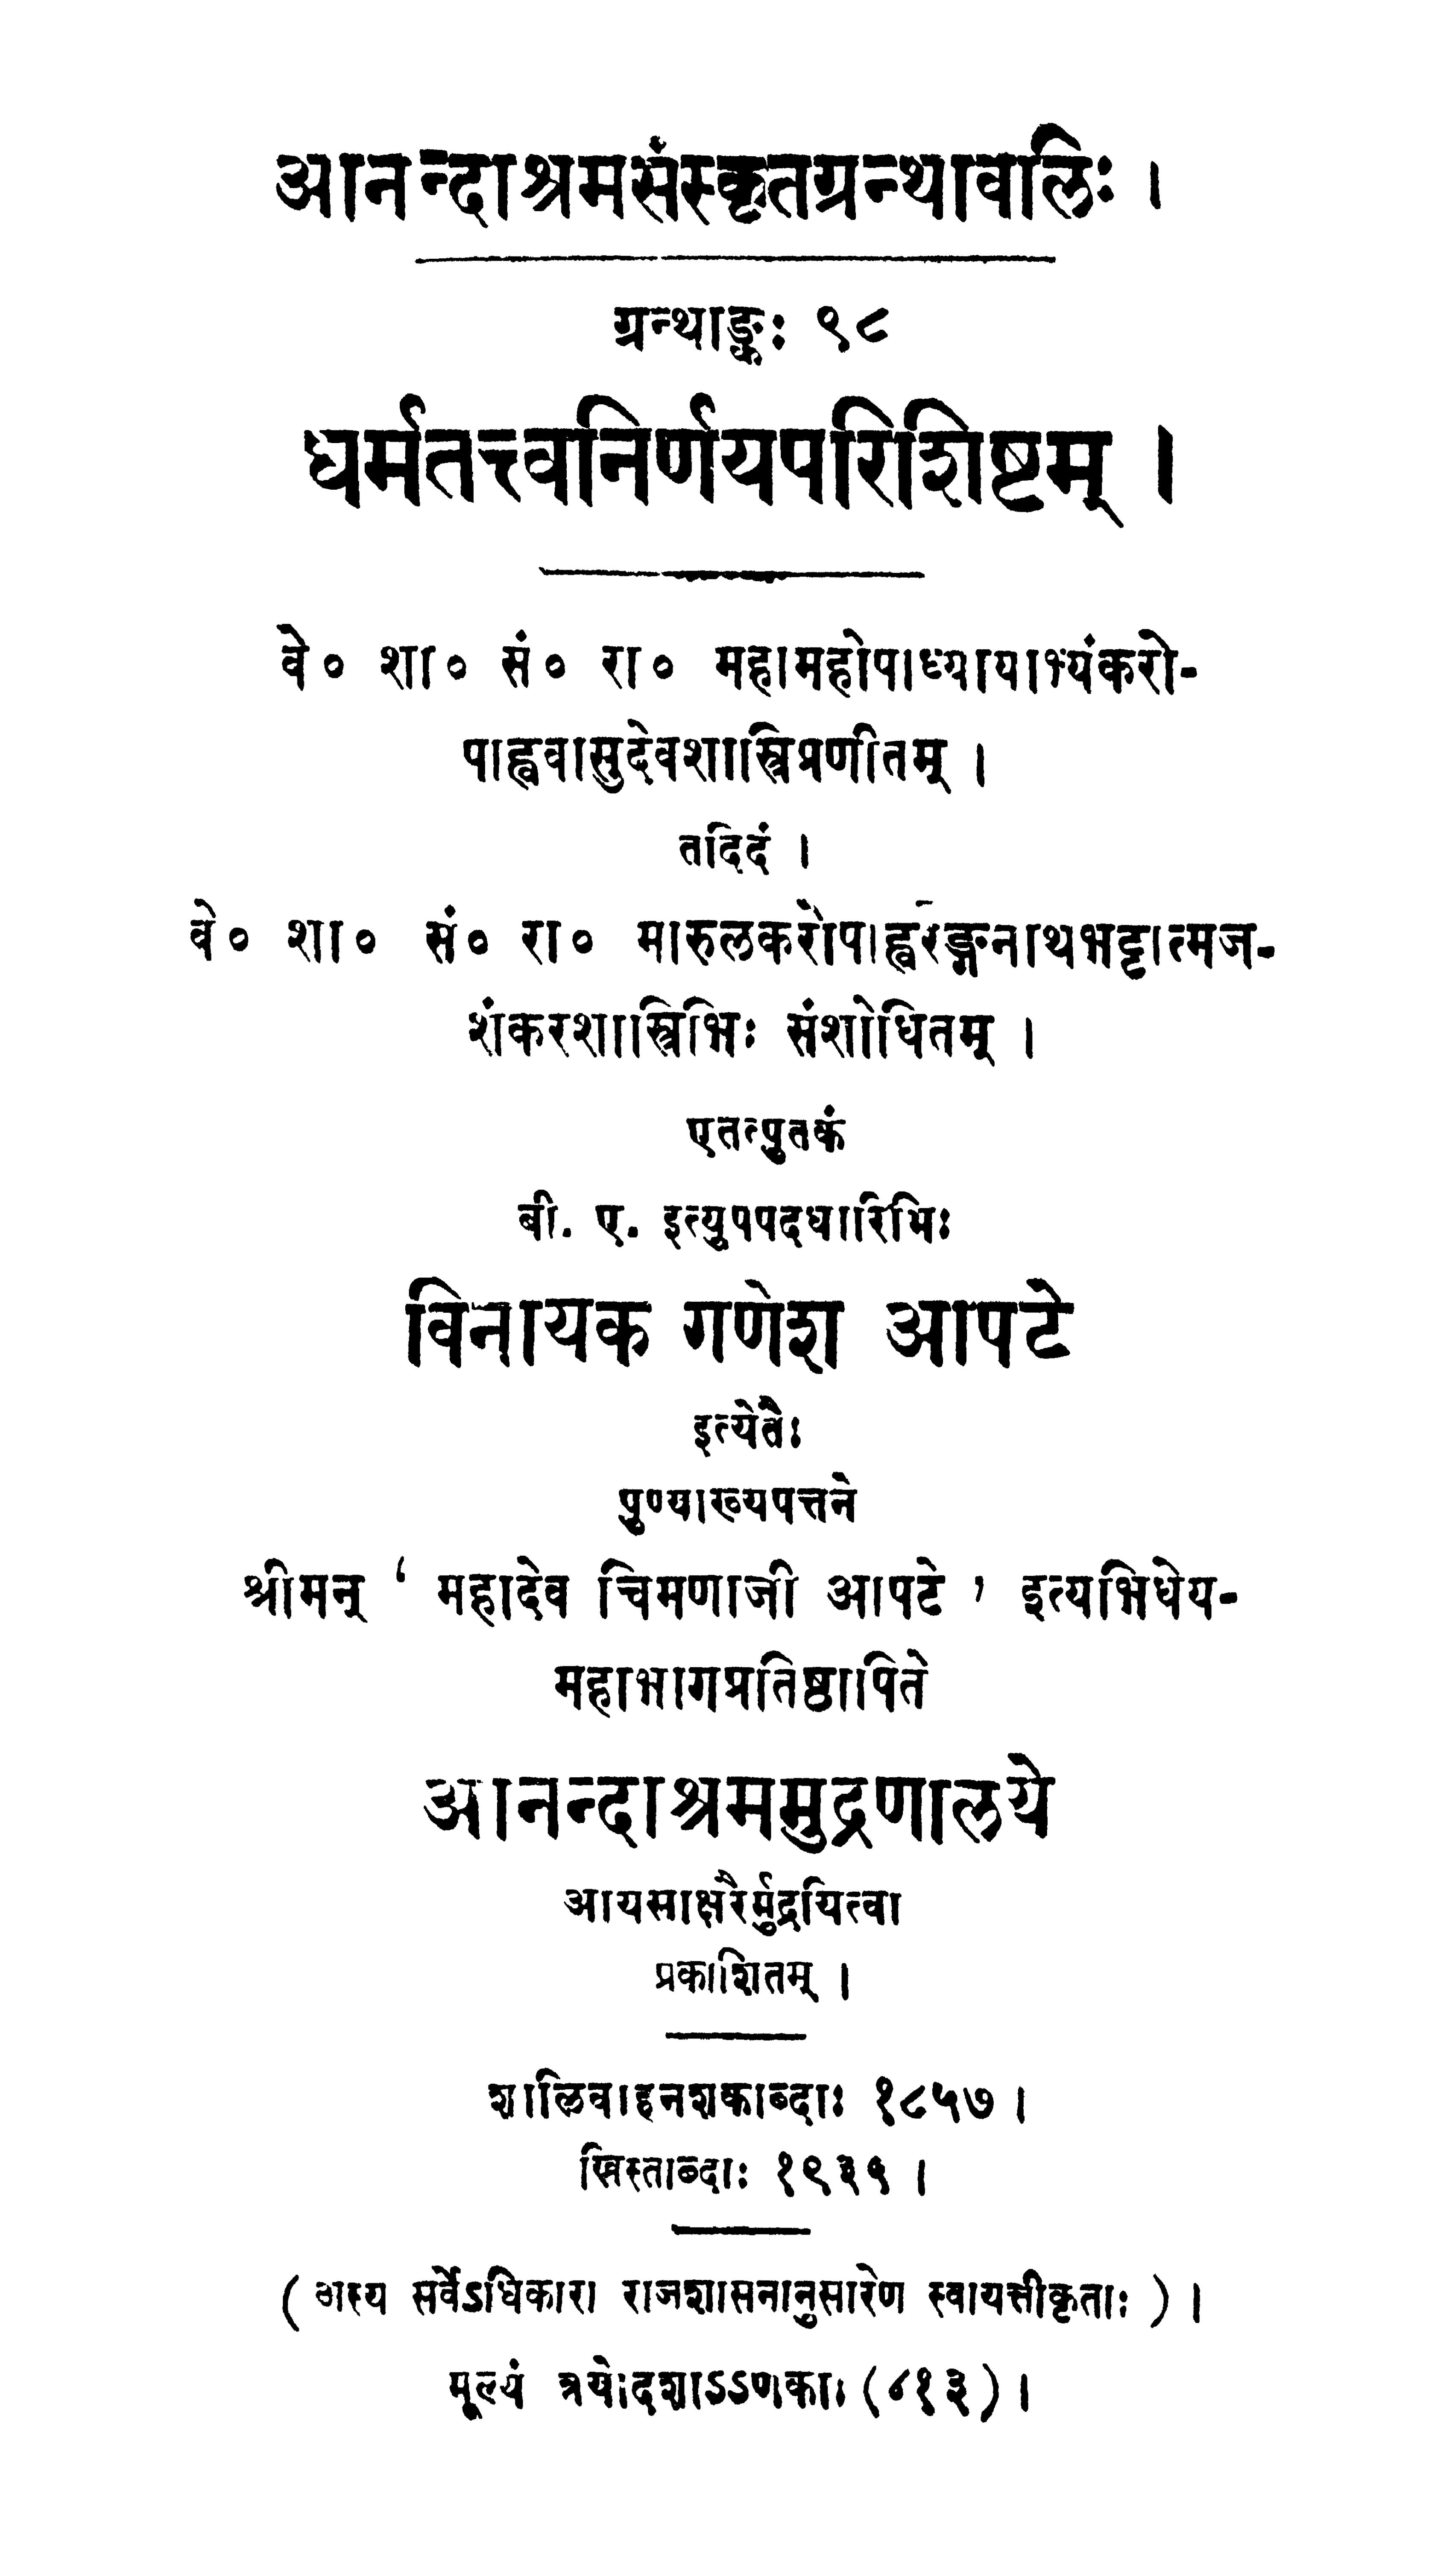 आनन्दाश्रमसंस्कृतग्रन्थावलिः ।
ग्रन्थाङ्कः ९८
धर्मतत्त्वनिर्णयपरिशिष्टम् ।
वे० शा० सं० रा० महामहोपाध्यायाभ्यंकरो-
पाह्ववासुदेवशास्त्रिप्रणीतम् ।
तदिदं ।
वे० शा० सं० रा० मारुलकरोपाह्वरङ्गनाथभट्टात्मज-
शंकरशास्त्रिभिः संशोधितम् ।
एतत्पुतकं
बी. ए. इत्युपपदधारिभिः
विनायक गणेश आपटे
इत्येतैः
पुण्याख्यपत्तने
श्रीमन् ‘ महादेव चिमणाजी आपटे ’ इत्यभिधेय-
महाभागप्रतिष्ठापिते
आनन्दाश्रममुद्रणालये
आयसाक्षरैर्मुद्रयित्वा
प्रकाशितम् ।
शालिवाहनशकाब्दाः १८५७ ।
ख्रिस्ताब्दाः १९३५ ।
( अस्य सर्वेऽधिकारा राजशासनानुसारेण स्वायत्तीकृताः ) ।
मूल्यं त्रयोदशाऽऽणकाः (४१३) ।